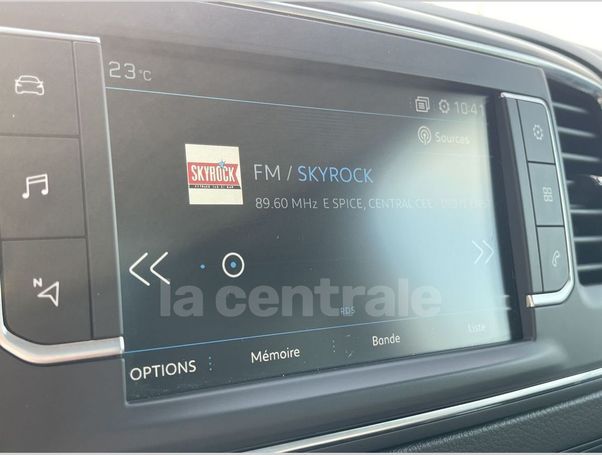 23°C
10:41
Sources
SKYROCK
FM / SKYROCK
89.60 MHz E SPICE, CENTRAL CEE -
la centrale
RDS
OPTIONS
Mémoire
Bande
Liste
N